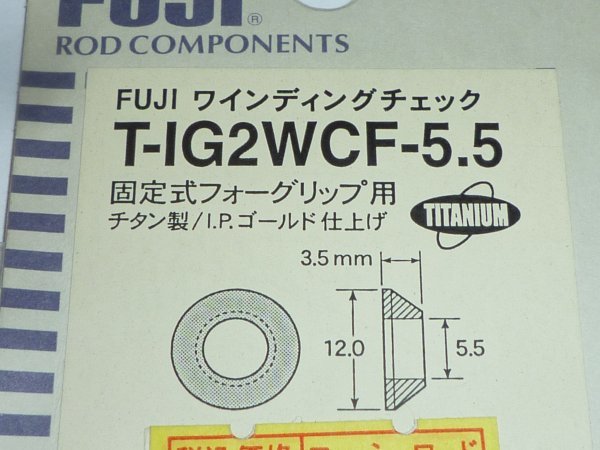 FUJI®
ROD COMPONENTS
FUJI ワインディングチェック
T-IG2WCF-5.5
固定式フォーグリップ用
チタン製/I.P.ゴールド仕上げ
TITANIUM
3.5mm
12.0
5.5